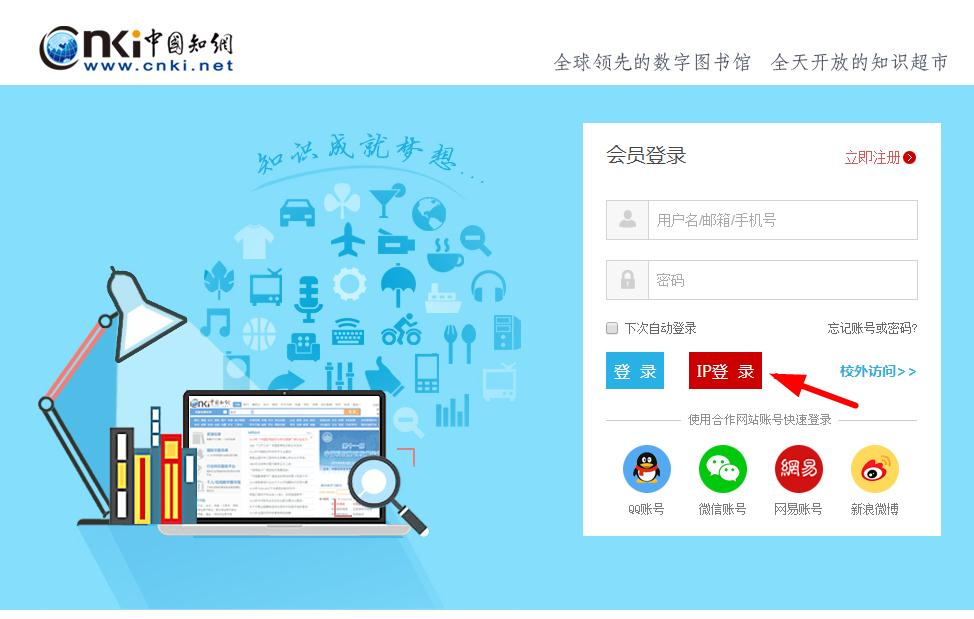 Cnki中國知網
www.cnki.net
全球领先的数字图书馆 全天开放的知识超市
知识成就梦想...
会员登录
立即注册
用户名/邮箱/手机号
密码
下次自动登录
忘记账号或密码?
登 录
IP登 录
校外访问>>
使用合作网站账号快速登录
網易
QQ账号
微信账号
网易账号
新浪微博